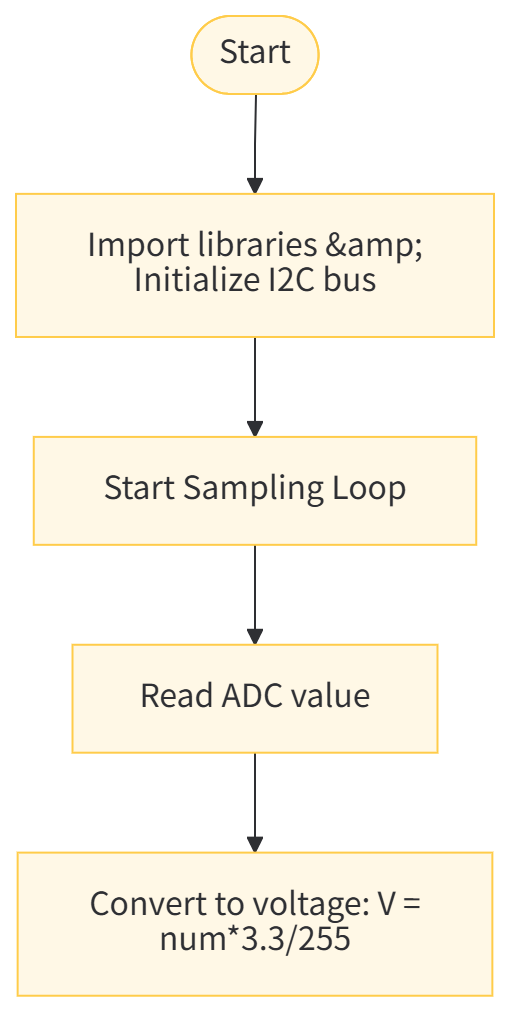 Start
Import libraries &amp;
Initialize I2C bus
Start Sampling Loop
Read ADC value
Convert to voltage: V =
num*3.3/255